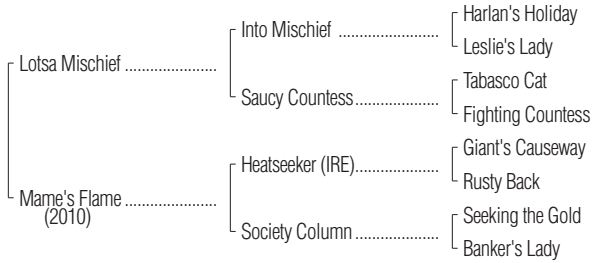 Harlan's Holiday
Into Mischief ....................
Leslie's Lady
Lotsa Mischief ....................
Tabasco Cat
Saucy Countess ................
Fighting Countess
Giant's Causeway
Heatseeker (IRE)................
Rusty Back
Mame's Flame ....................
(2010)
Seeking the Gold
Society Column .................
Banker's Lady